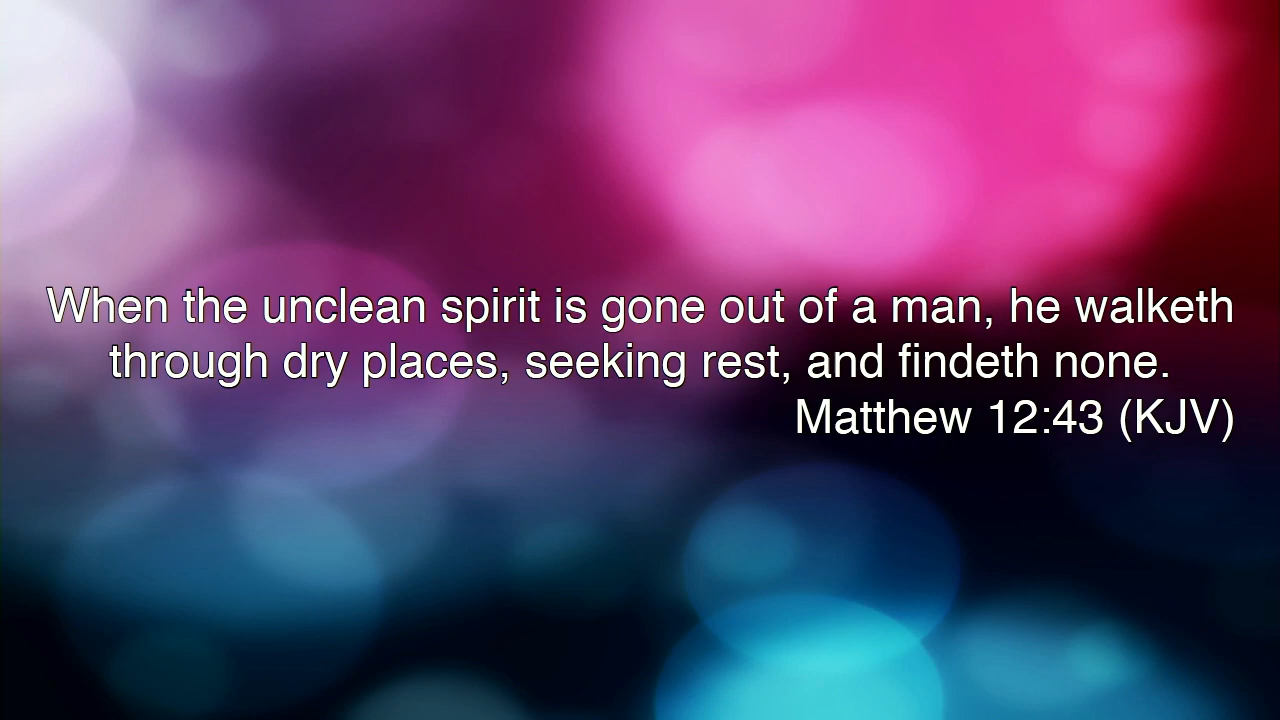 When the unclean spirit is gone out of a man, he walketh
through dry places, seeking rest, and findeth none.
Matthew 12:43 (KJV)